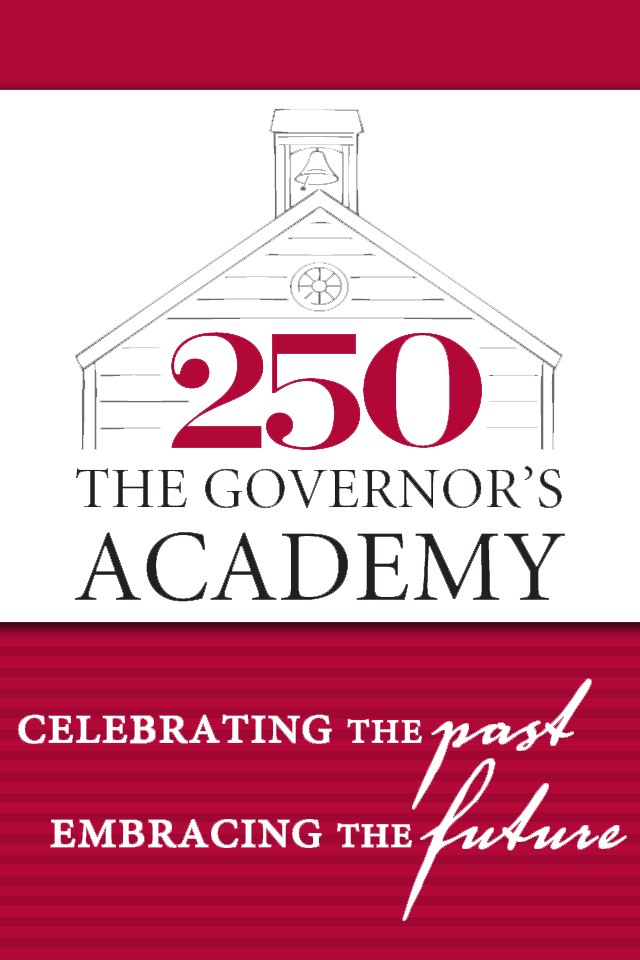 250
THE GOVERNOR’S
ACADEMY
CELEBRATING THE past
EMBRACING THE future